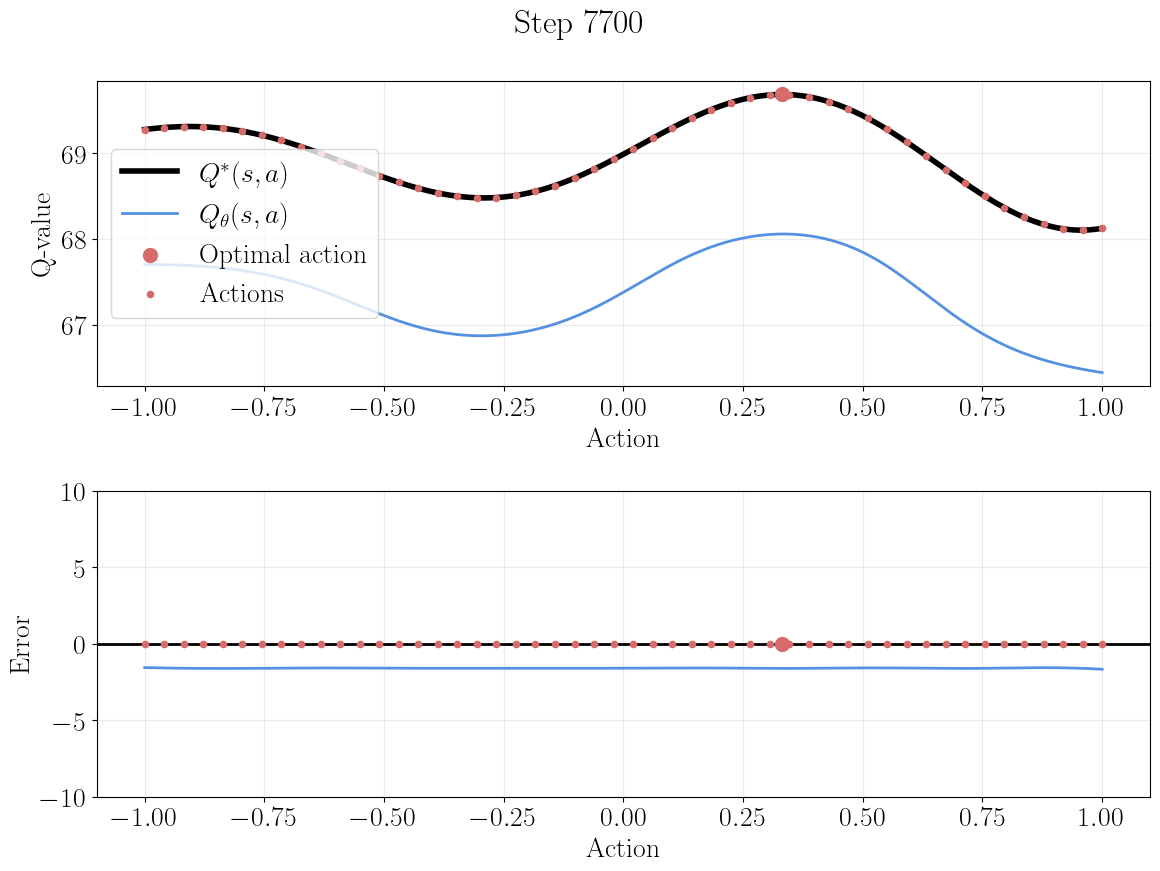 Step 7700
Q-value
69
68
67
Q*(s, a)
Qθ(s, a)
Optimal action
Actions
−1.00 −0.75 −0.50 −0.25 0.00 0.25 0.50 0.75 1.00
Action
Error
10
5
0
−5
−10
−1.00 −0.75 −0.50 −0.25 0.00 0.25 0.50 0.75 1.00
Action